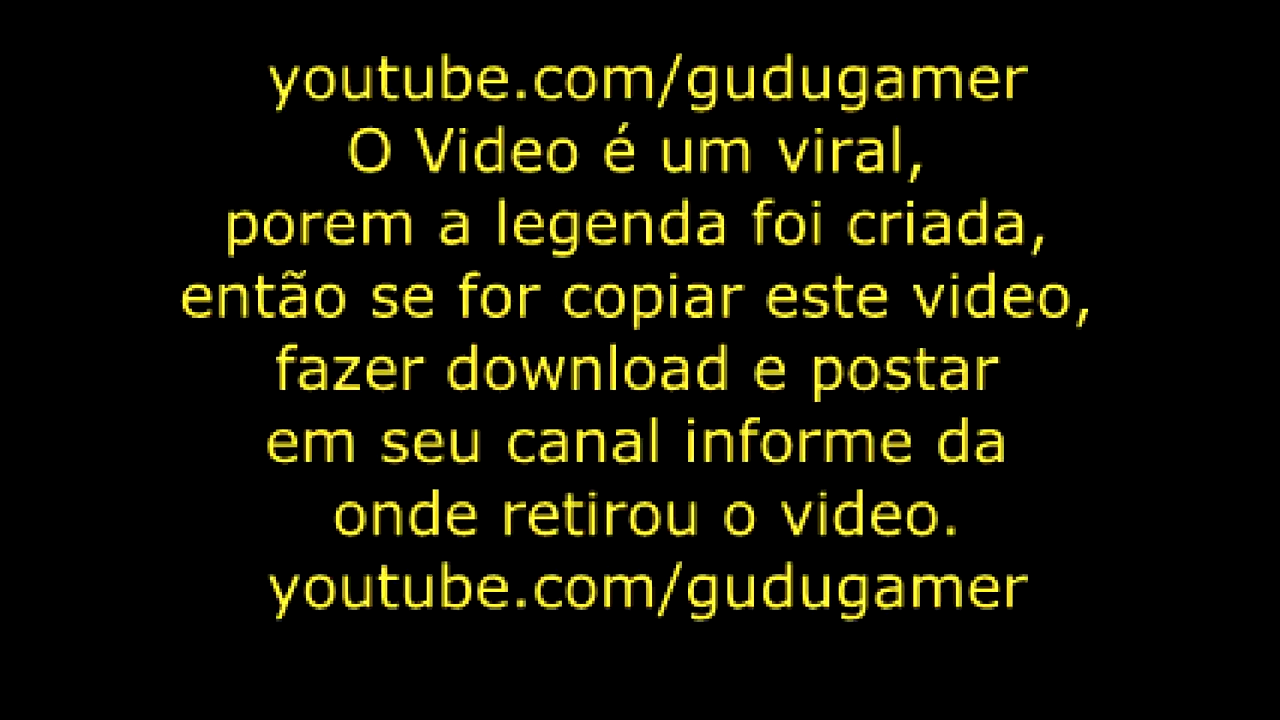 youtube.com/gudugamer
O Video é um viral,
porem a legenda foi criada,
então se for copiar este video,
fazer download e postar
em seu canal informe da
onde retirou o video.
youtube.com/gudugamer